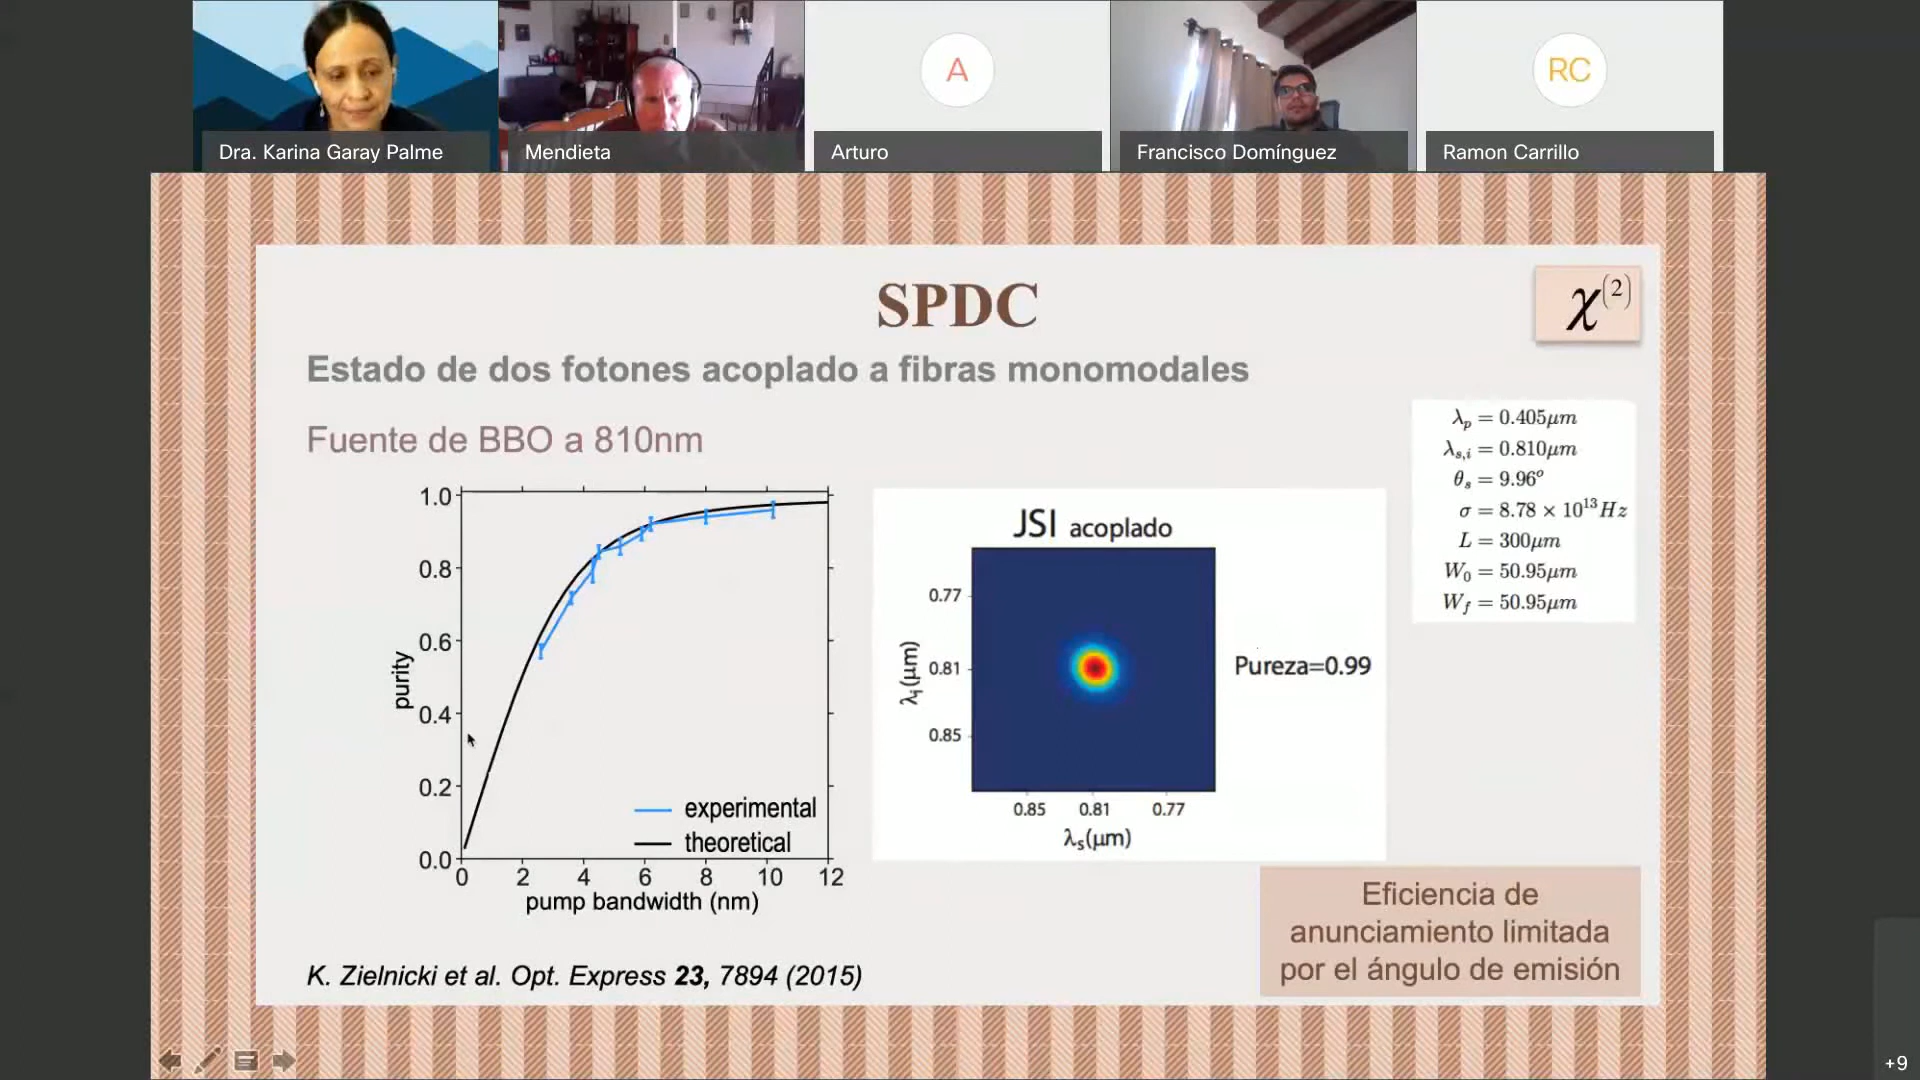 Dra. Karina Garay Palme
Mendieta
A
Arturo
Francisco Domínguez
RC
Ramon Carrillo
SPDC
χ(2)
Estado de dos fotones acoplado a fibras monomodales
Fuente de BBO a 810nm
λp = 0.405μm
λs,i = 0.810μm
θs = 9.96º
σ = 8.78 × 10¹³Hz
L = 300μm
W0 = 50.95μm
Wf = 50.95μm
1.0
0.8
0.6
0.4
0.2
0.0
purity
0 2 4 6 8 10 12
pump bandwidth (nm)
experimental
theoretical
JSI acoplado
0.77
0.81
0.85
λi(μm)
0.85 0.81 0.77
λs(μm)
Pureza=0.99
Eficiencia de
anunciamiento limitada
por el ángulo de emisión
K. Zielnicki et al. Opt. Express 23, 7894 (2015)
+9